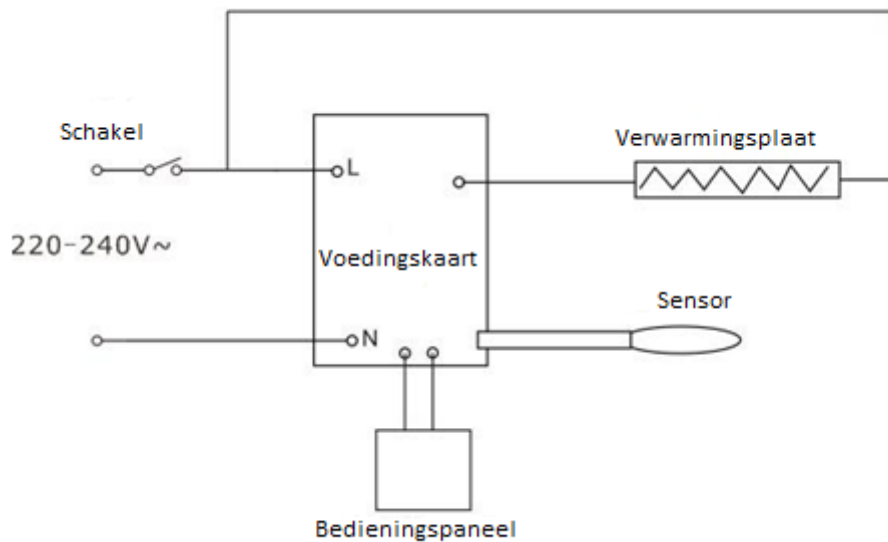 Schakel
Verwarmingsplaat
L
220-240V~
Voedingskaart
Sensor
N
Bedieningspaneel